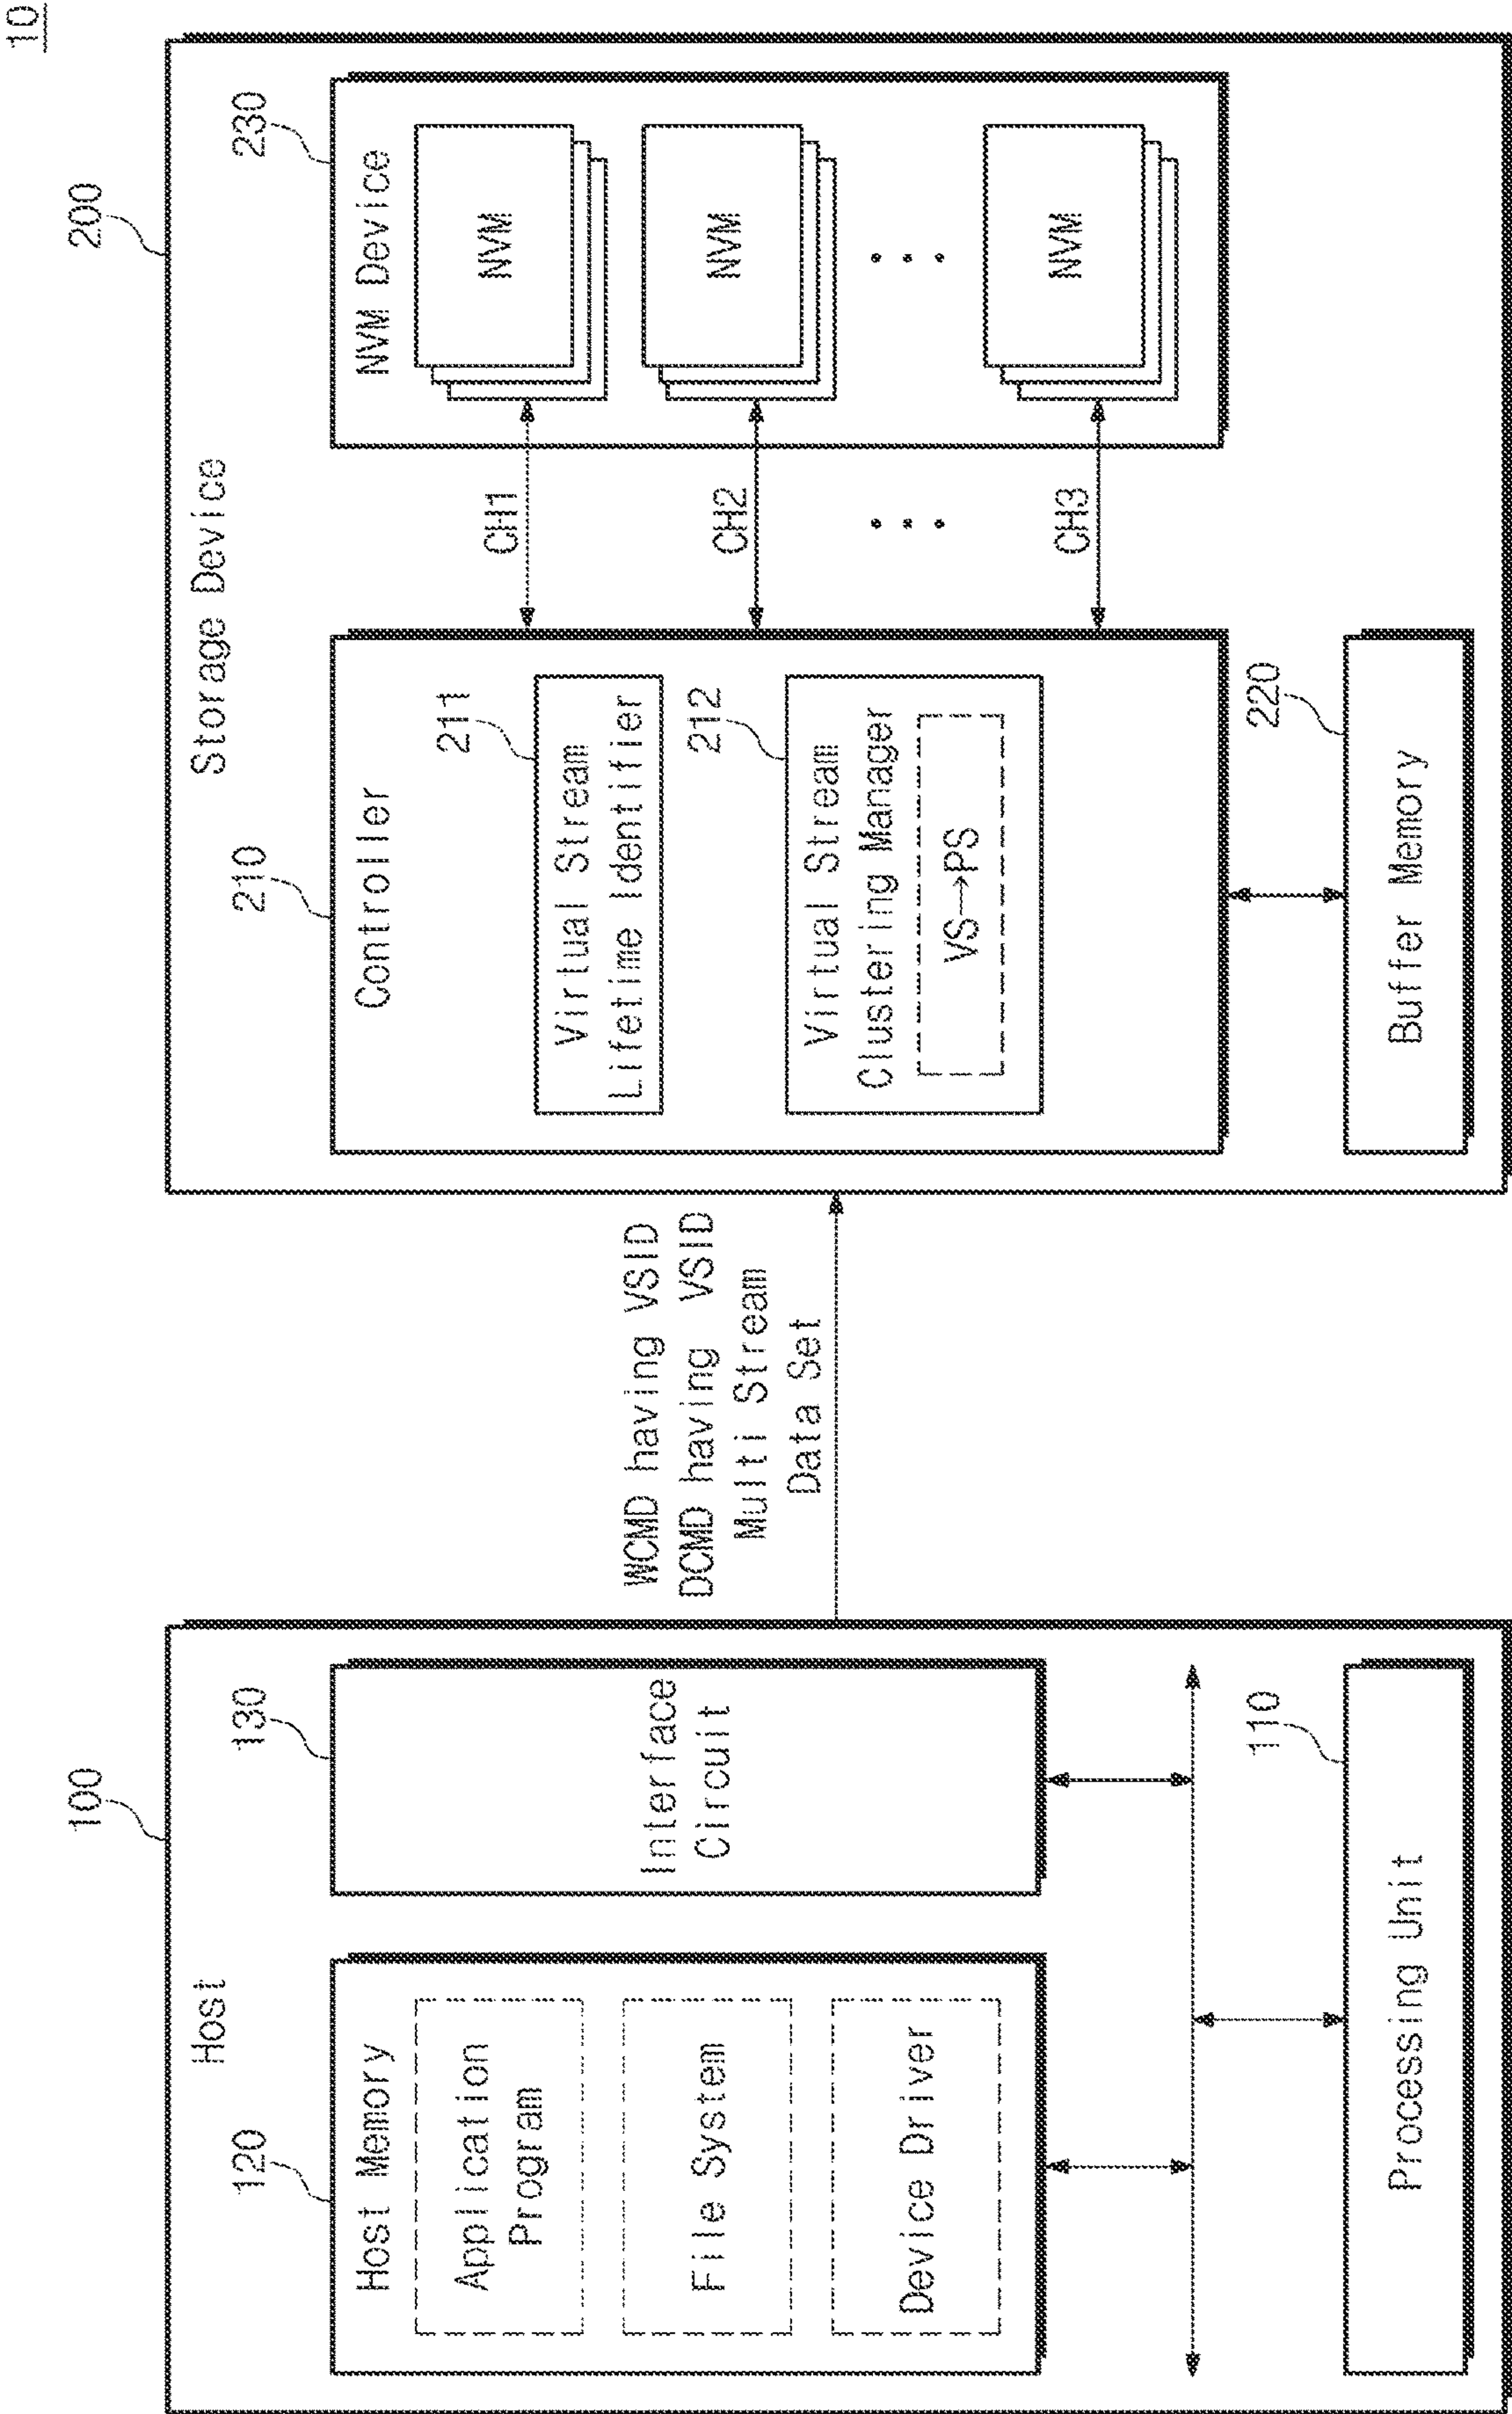 10
100
Host
120
Host Memory
Application
Program
File System
Device Driver
130
Interface
Circuit
110
Processing Unit
WCMD having VSID
DCMD having VSID
Multi Stream
Data Set
200
Storage Device
210
Controller
211
Virtual Stream
Lifetime Identifier
212
Virtual Stream
Clustering Manager
VS→PS
220
Buffer Memory
CH1
CH2
• • •
CH3
230
NVM Device
NVM
NVM
• • •
NVM